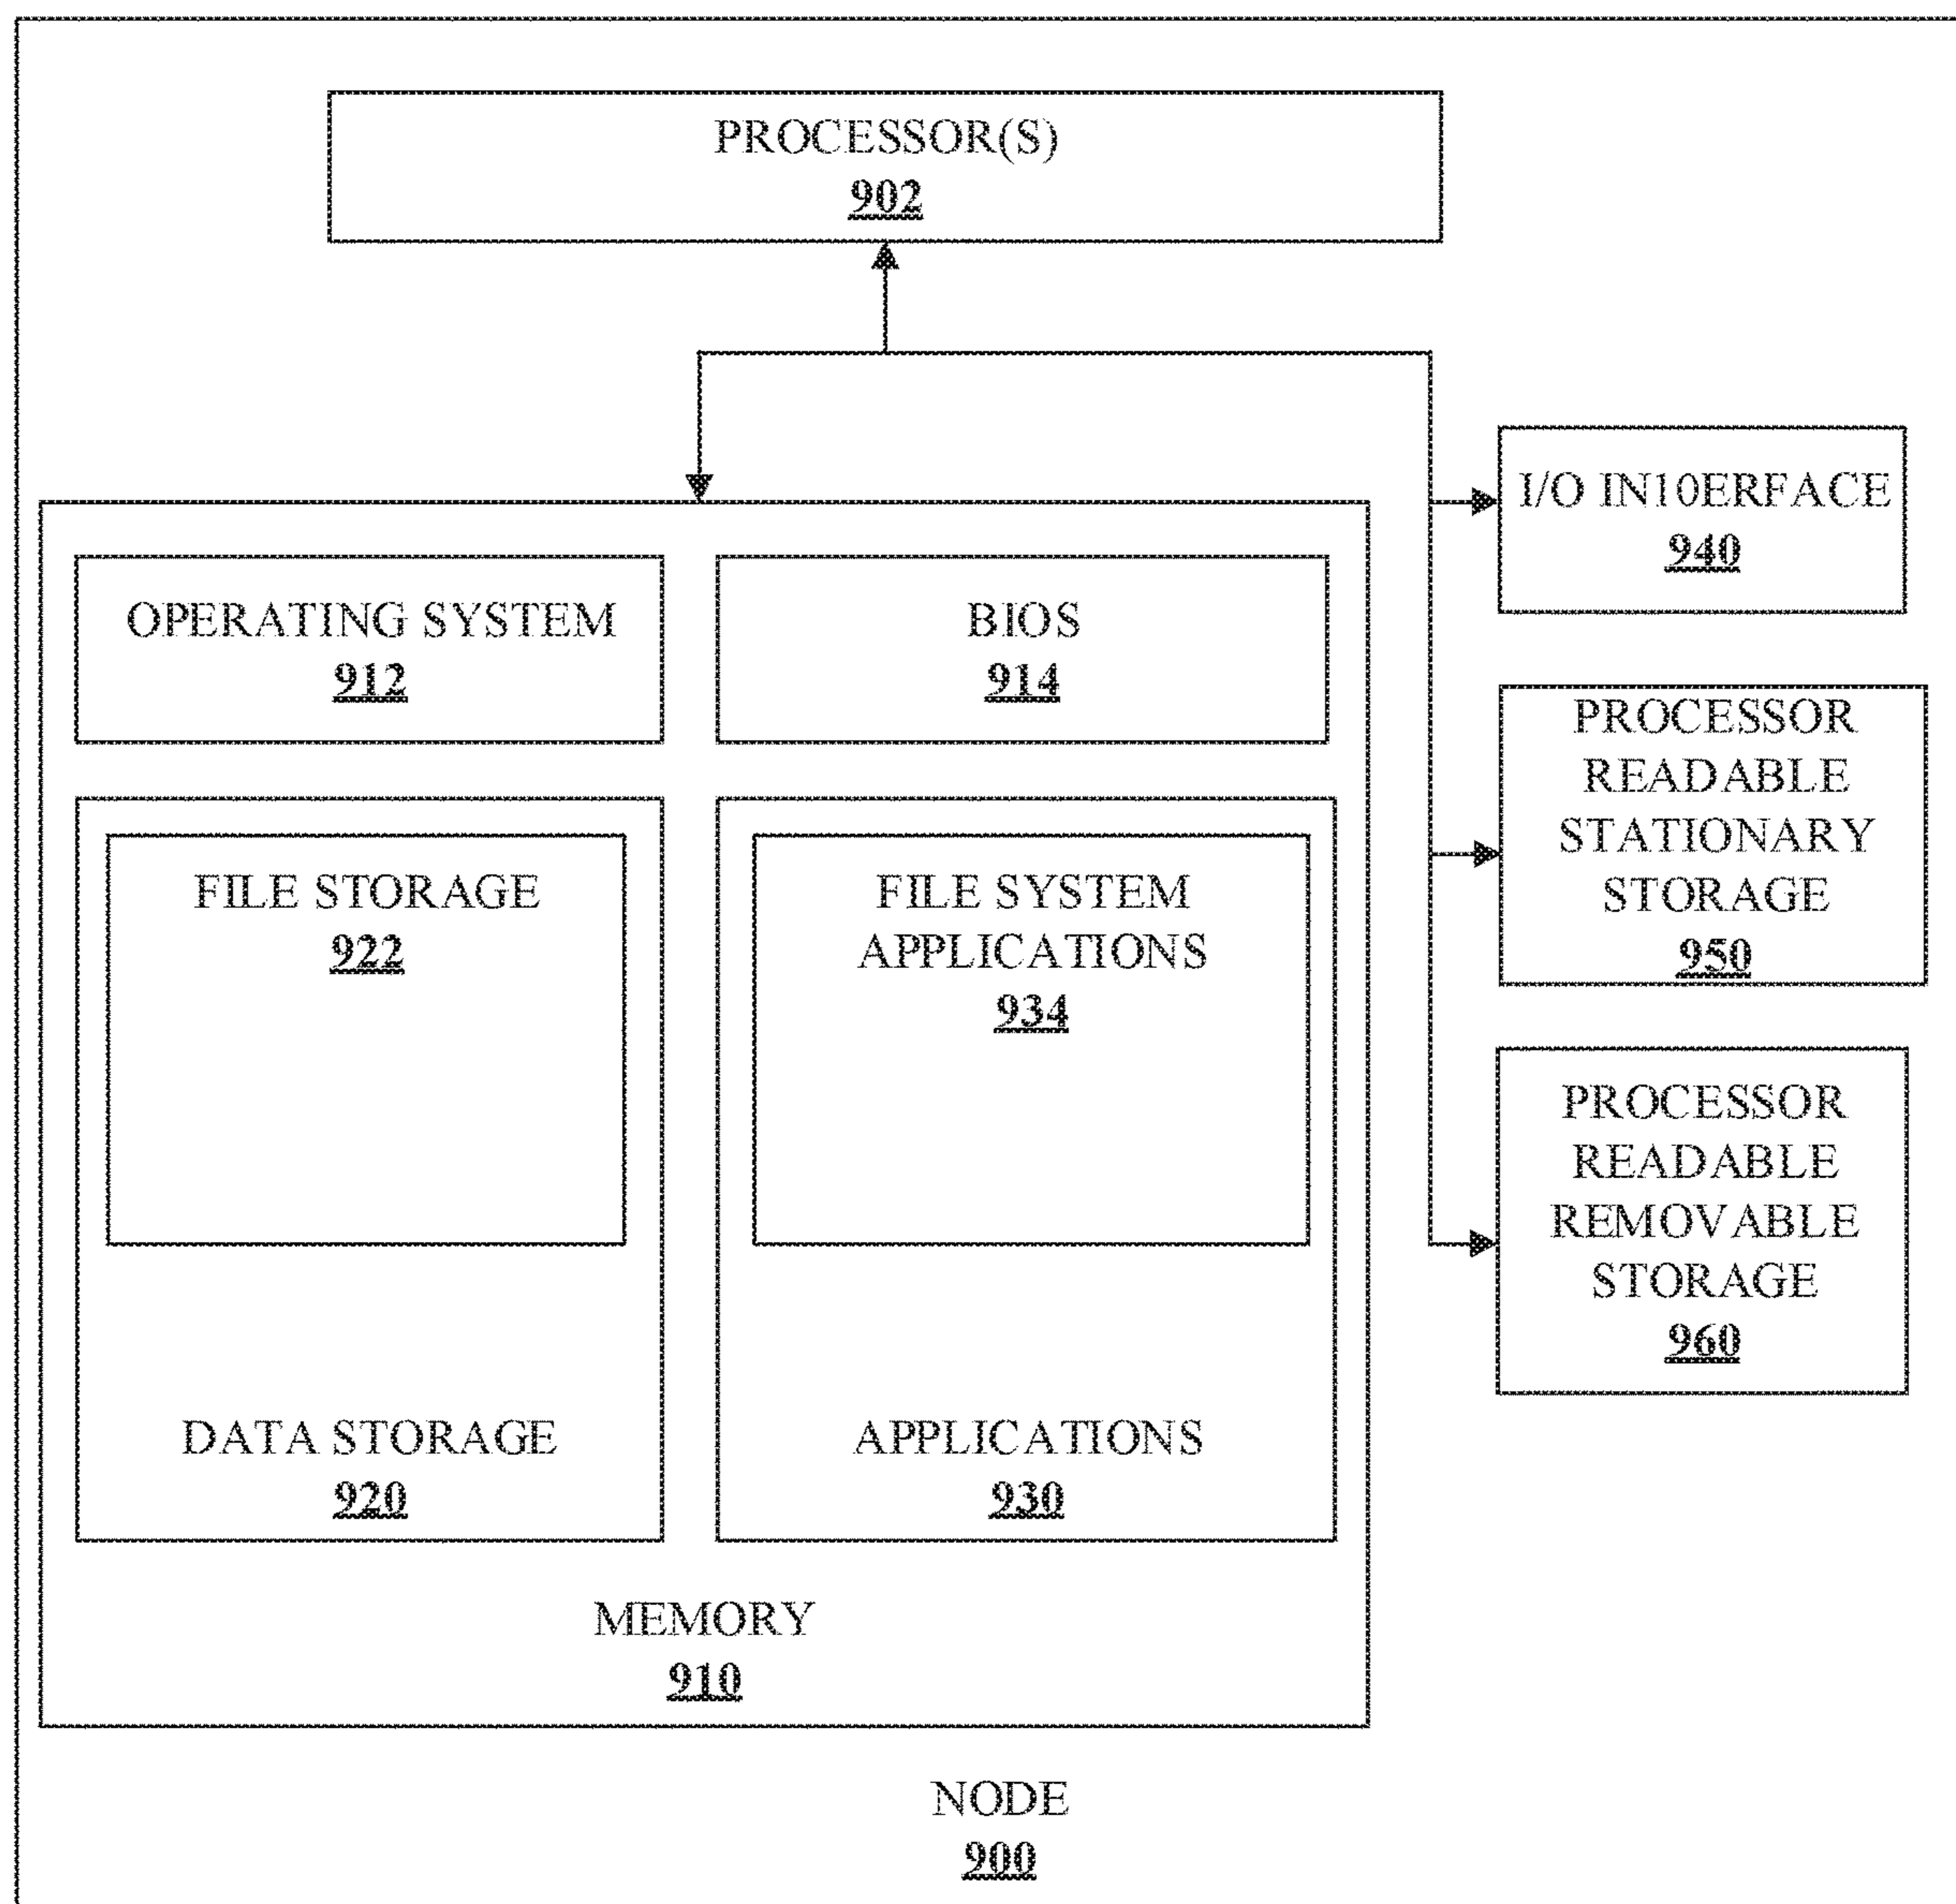 PROCESSOR(S)
902
I/O IN10ERFACE
940
OPERATING SYSTEM
912
BIOS
914
PROCESSOR
READABLE
STATIONARY
STORAGE
950
FILE STORAGE
922
FILE SYSTEM
APPLICATIONS
934
PROCESSOR
READABLE
REMOVABLE
STORAGE
960
DATA STORAGE
920
APPLICATIONS
930
MEMORY
910
NODE
900